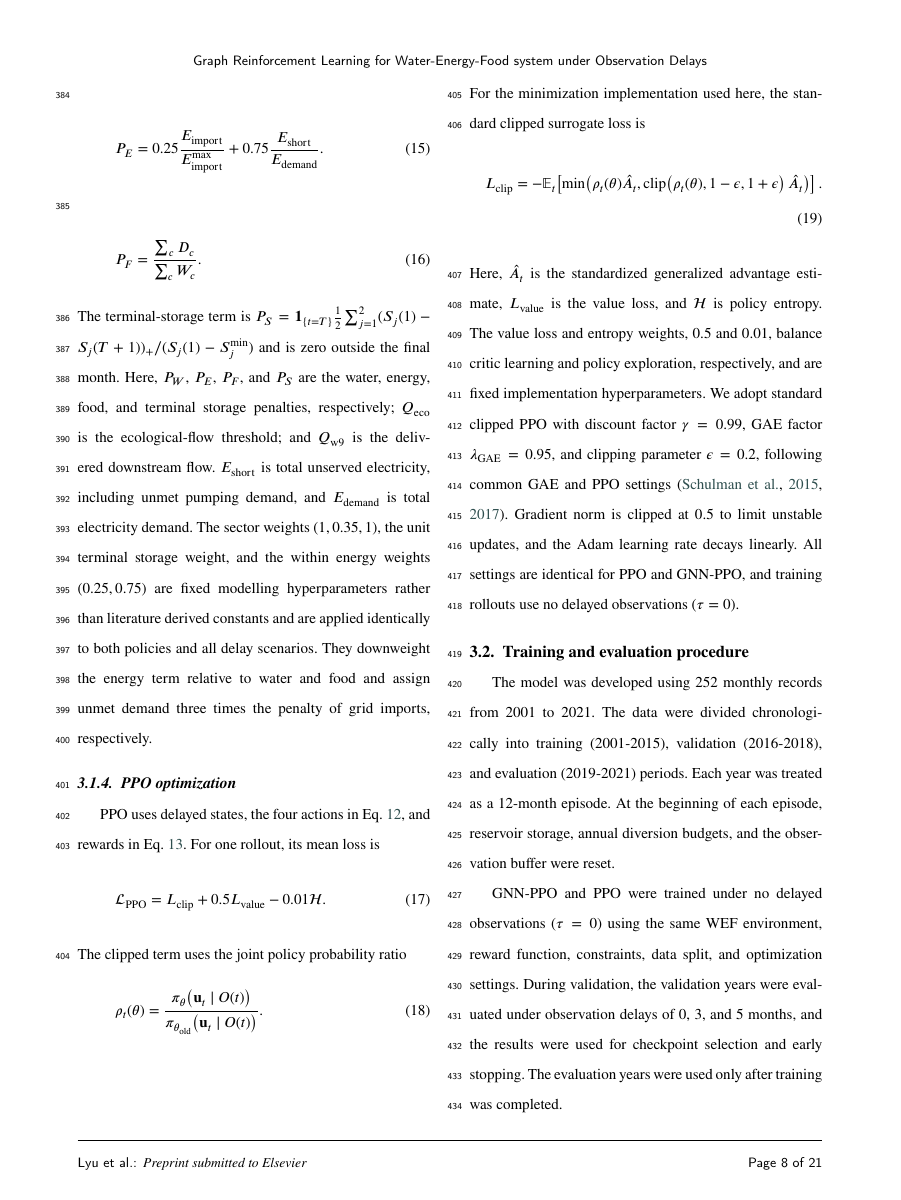 Graph Reinforcement Learning for Water-Energy-Food system under Observation Delays
384
P_E = 0.25 E_import / E_import^max + 0.75 E_short / E_demand. (15)
385
P_F = ∑_c D_c / ∑_c W_c. (16)
386 The terminal-storage term is P_S = 1_{t=T} 1/2 ∑_{j=1}^2 (S_j(1) −
387 S_j(T + 1))_+/(S_j(1) − S_j^min) and is zero outside the final
388 month. Here, P_W, P_E, P_F, and P_S are the water, energy,
389 food, and terminal storage penalties, respectively; Q_eco
390 is the ecological-flow threshold; and Q_w9 is the deliv-
391 ered downstream flow. E_short is total unserved electricity,
392 including unmet pumping demand, and E_demand is total
393 electricity demand. The sector weights (1, 0.35, 1), the unit
394 terminal storage weight, and the within energy weights
395 (0.25, 0.75) are fixed modelling hyperparameters rather
396 than literature derived constants and are applied identically
397 to both policies and all delay scenarios. They downweight
398 the energy term relative to water and food and assign
399 unmet demand three times the penalty of grid imports,
400 respectively.
401 3.1.4. PPO optimization
402 PPO uses delayed states, the four actions in Eq. 12, and
403 rewards in Eq. 13. For one rollout, its mean loss is
ℒ_PPO = L_clip + 0.5L_value − 0.01ℋ. (17)
404 The clipped term uses the joint policy probability ratio
ρ_t(θ) = π_θ(u_t ∣ O(t)) / π_θ_old(u_t ∣ O(t)). (18)
405 For the minimization implementation used here, the stan-
406 dard clipped surrogate loss is
L_clip = −𝔼_t[min(ρ_t(θ)Â_t, clip(ρ_t(θ), 1 − ϵ, 1 + ϵ) Â_t)] .
(19)
407 Here, Â_t is the standardized generalized advantage esti-
408 mate, L_value is the value loss, and ℋ is policy entropy.
409 The value loss and entropy weights, 0.5 and 0.01, balance
410 critic learning and policy exploration, respectively, and are
411 fixed implementation hyperparameters. We adopt standard
412 clipped PPO with discount factor γ = 0.99, GAE factor
413 λ_GAE = 0.95, and clipping parameter ϵ = 0.2, following
414 common GAE and PPO settings (Schulman et al., 2015,
415 2017). Gradient norm is clipped at 0.5 to limit unstable
416 updates, and the Adam learning rate decays linearly. All
417 settings are identical for PPO and GNN-PPO, and training
418 rollouts use no delayed observations (τ = 0).
419 3.2. Training and evaluation procedure
420 The model was developed using 252 monthly records
421 from 2001 to 2021. The data were divided chronologi-
422 cally into training (2001-2015), validation (2016-2018),
423 and evaluation (2019-2021) periods. Each year was treated
424 as a 12-month episode. At the beginning of each episode,
425 reservoir storage, annual diversion budgets, and the obser-
426 vation buffer were reset.
427 GNN-PPO and PPO were trained under no delayed
428 observations (τ = 0) using the same WEF environment,
429 reward function, constraints, data split, and optimization
430 settings. During validation, the validation years were eval-
431 uated under observation delays of 0, 3, and 5 months, and
432 the results were used for checkpoint selection and early
433 stopping. The evaluation years were used only after training
434 was completed.
Lyu et al.: Preprint submitted to Elsevier
Page 8 of 21